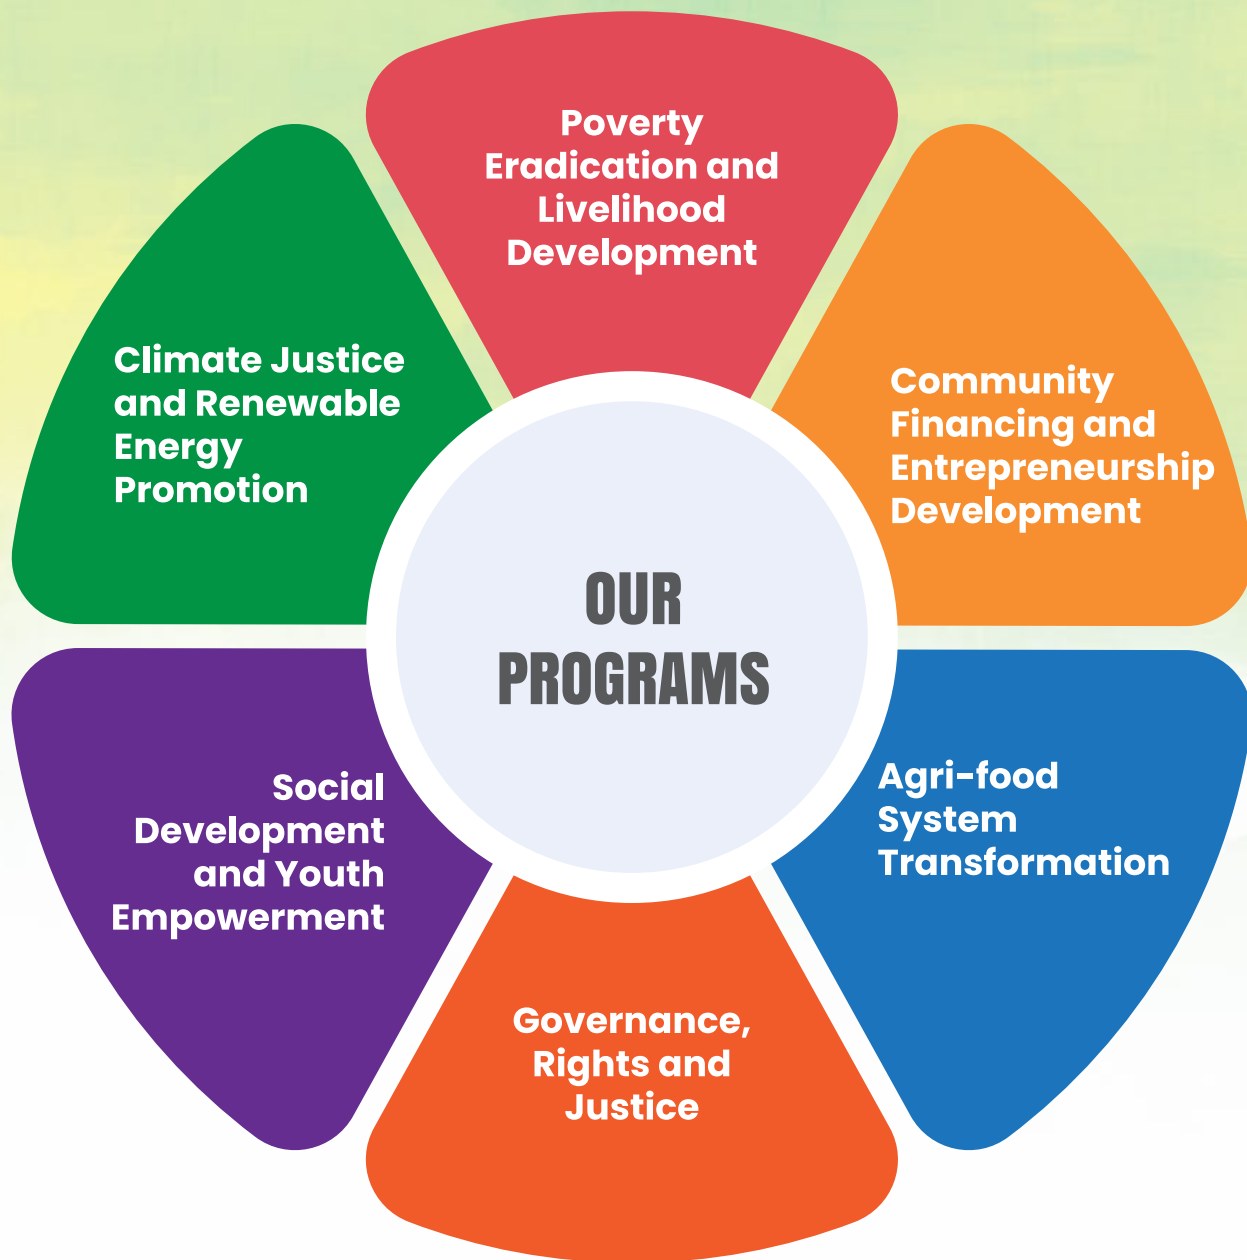 Poverty
Eradication and
Livelihood
Development
Community
Financing and
Entrepreneurship
Development
Agri-food
System
Transformation
Governance,
Rights and
Justice
Social
Development
and Youth
Empowerment
Climate Justice
and Renewable
Energy
Promotion
OUR
PROGRAMS